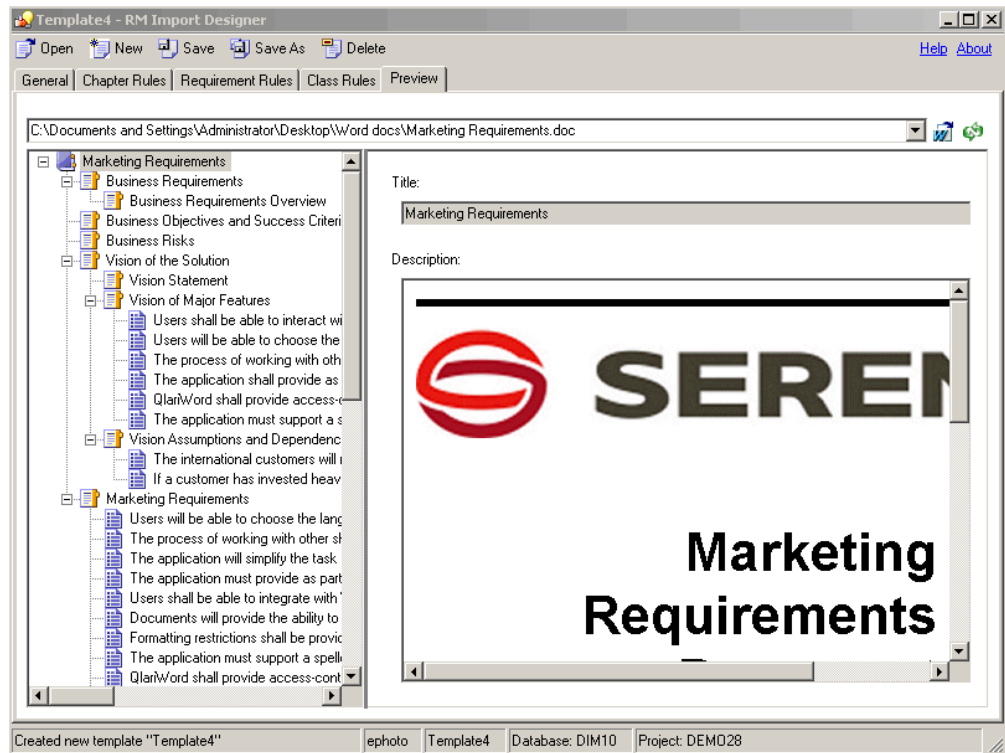 Template4 - RM Import Designer
Open New Save Save As Delete Help About
General Chapter Rules Requirement Rules Class Rules Preview
C:\Documents and Settings\Administrator\Desktop\Word docs\Marketing Requirements.doc
Marketing Requirements
Business Requirements
Business Requirements Overview
Business Objectives and Success Criteri
Business Risks
Vision of the Solution
Vision Statement
Vision of Major Features
Users shall be able to interact wi
Users will be able to choose the
The process of working with oth
The application shall provide as
QlariWord shall provide access-c
The application must support a s
Vision Assumptions and Dependenc
The international customers will
If a customer has invested heav
Marketing Requirements
Users will be able to choose the lang
The process of working with other sh
The application will simplify the task
The application must provide as part
Users shall be able to integrate with
Documents will provide the ability to
Formatting restrictions shall be provid
The application must support a spell
QlariWord shall provide access-cont
Title:
Marketing Requirements
Description:
SEREN
Marketing
Requirements
Created new template "Template4" ephoto Template4 Database: DIM10 Project: DEMO28